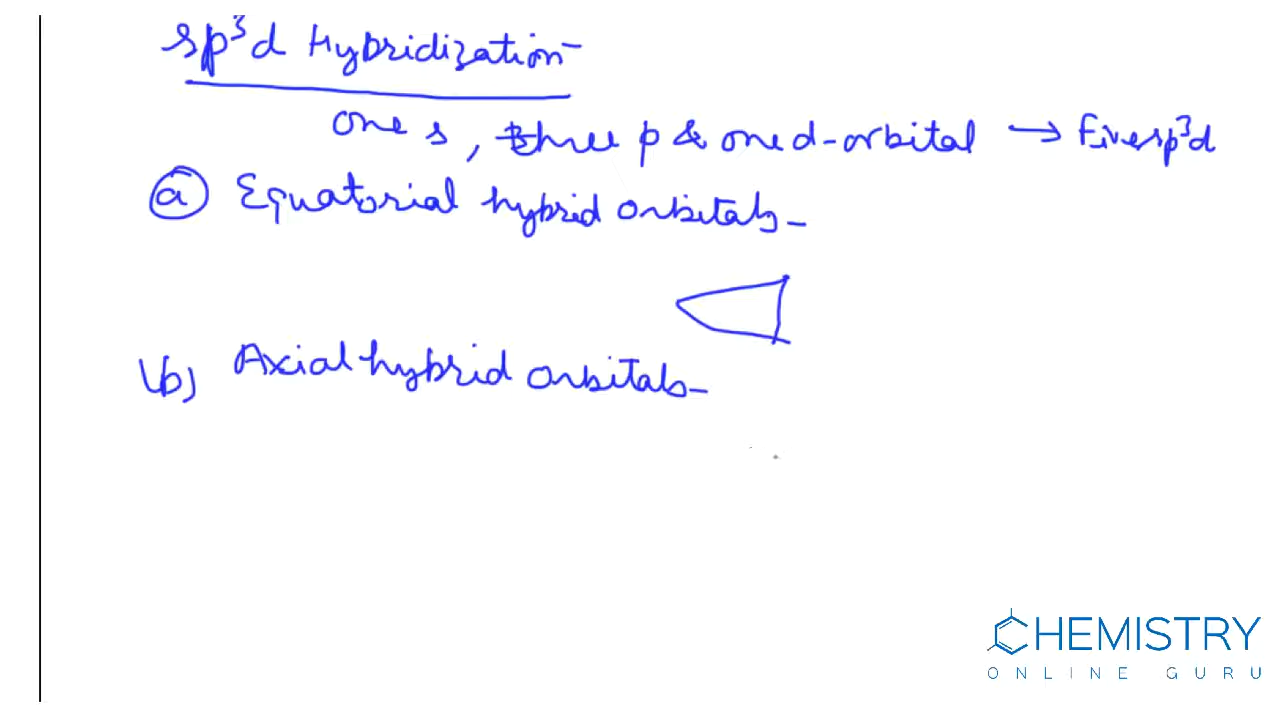 sp³d Hybridization-
one s, three p & one d-orbital → Five sp³d
(a) Equatorial hybrid orbitals-
(b) Axial hybrid orbitals-
CHEMISTRY
ONLINE GURU